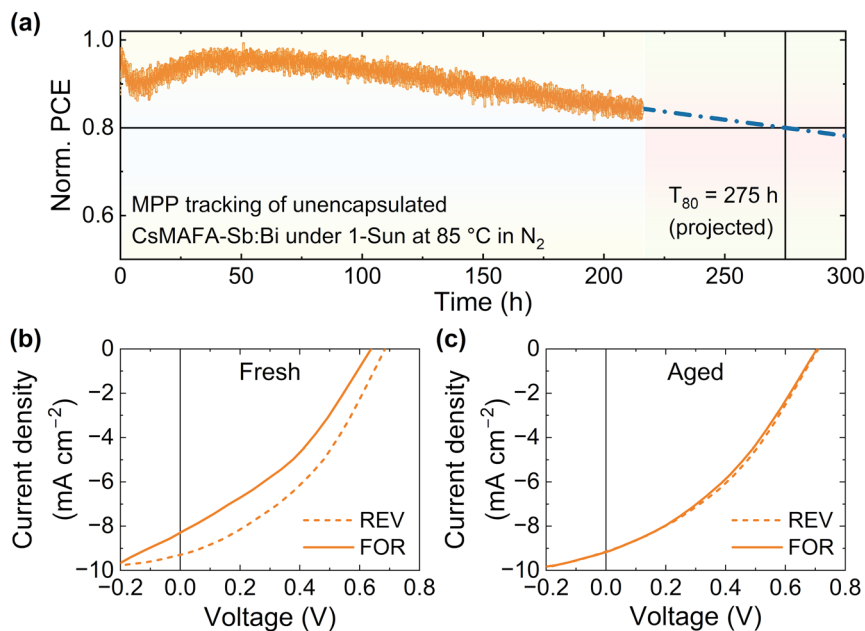 (a)
1.0
0.8
0.6
Norm. PCE
MPP tracking of unencapsulated
CsMAFA-Sb:Bi under 1-Sun at 85 °C in N₂
T₈₀ = 275 h
(projected)
0 50 100 150 200 250 300
Time (h)
(b)
0
−2
−4
−6
−8
−10
Current density
(mA cm⁻²)
Fresh
REV
FOR
−0.2 0.0 0.2 0.4 0.6 0.8
Voltage (V)
(c)
0
−2
−4
−6
−8
−10
Current density
(mA cm⁻²)
Aged
REV
FOR
−0.2 0.0 0.2 0.4 0.6 0.8
Voltage (V)